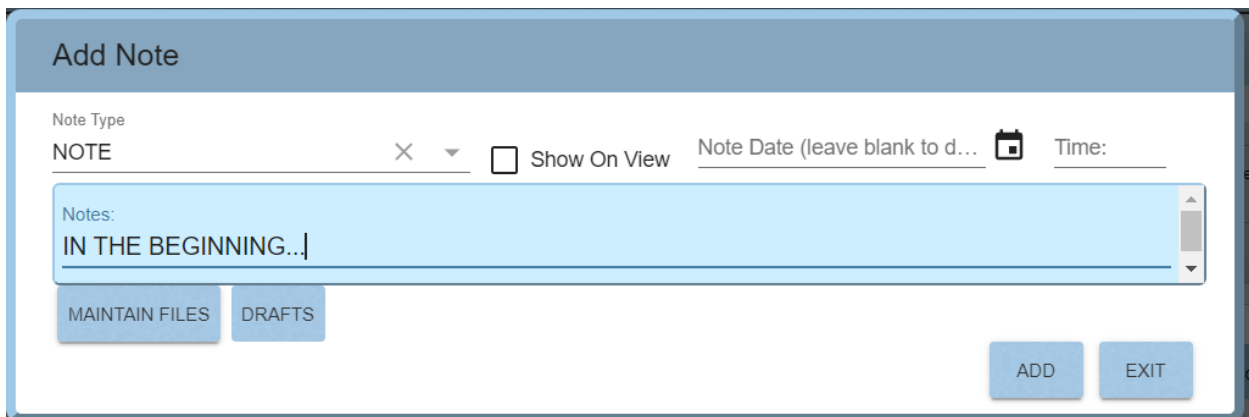 Add Note
Note Type
NOTE
Show On View
Note Date (leave blank to d...
Time:
Notes:
IN THE BEGINNING...
MAINTAIN FILES
DRAFTS
ADD
EXIT